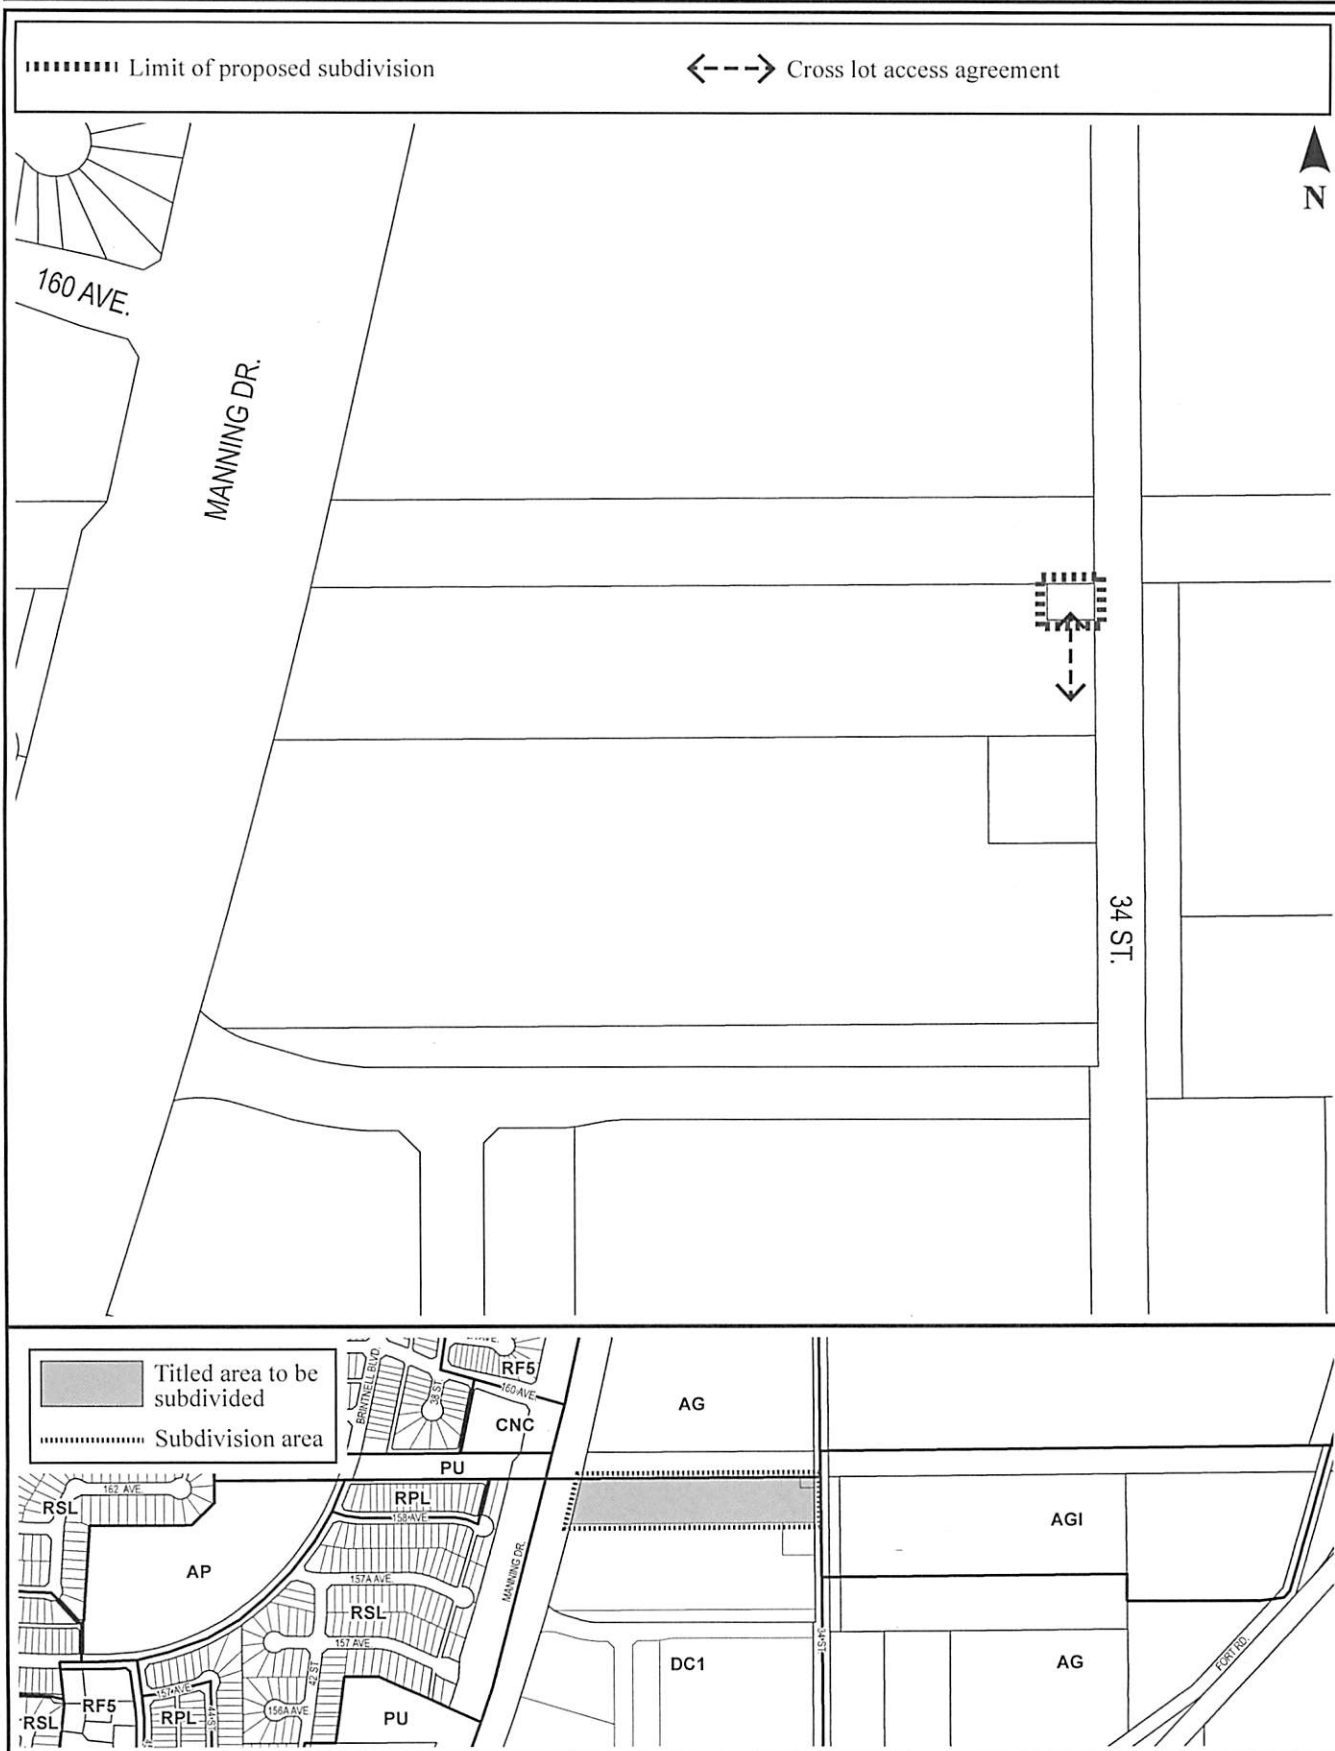 Limit of proposed subdivision
Cross lot access agreement
N
160 AVE.
MANNING DR.
34 ST.
Titled area to be
subdivided
Subdivision area
BRINTNELL BLVD.
38 ST.
RF5
160 AVE
CNC
AG
PU
162 AVE.
RSL
RPL
158 AVE
AP
157A AVE.
RSL
MANNING DR.
AGI
157 AVE
42 ST
34 ST
DC1
AG
FORT RD.
157 AVE
RF5
RPL
44 ST
156A AVE
PU
RSL